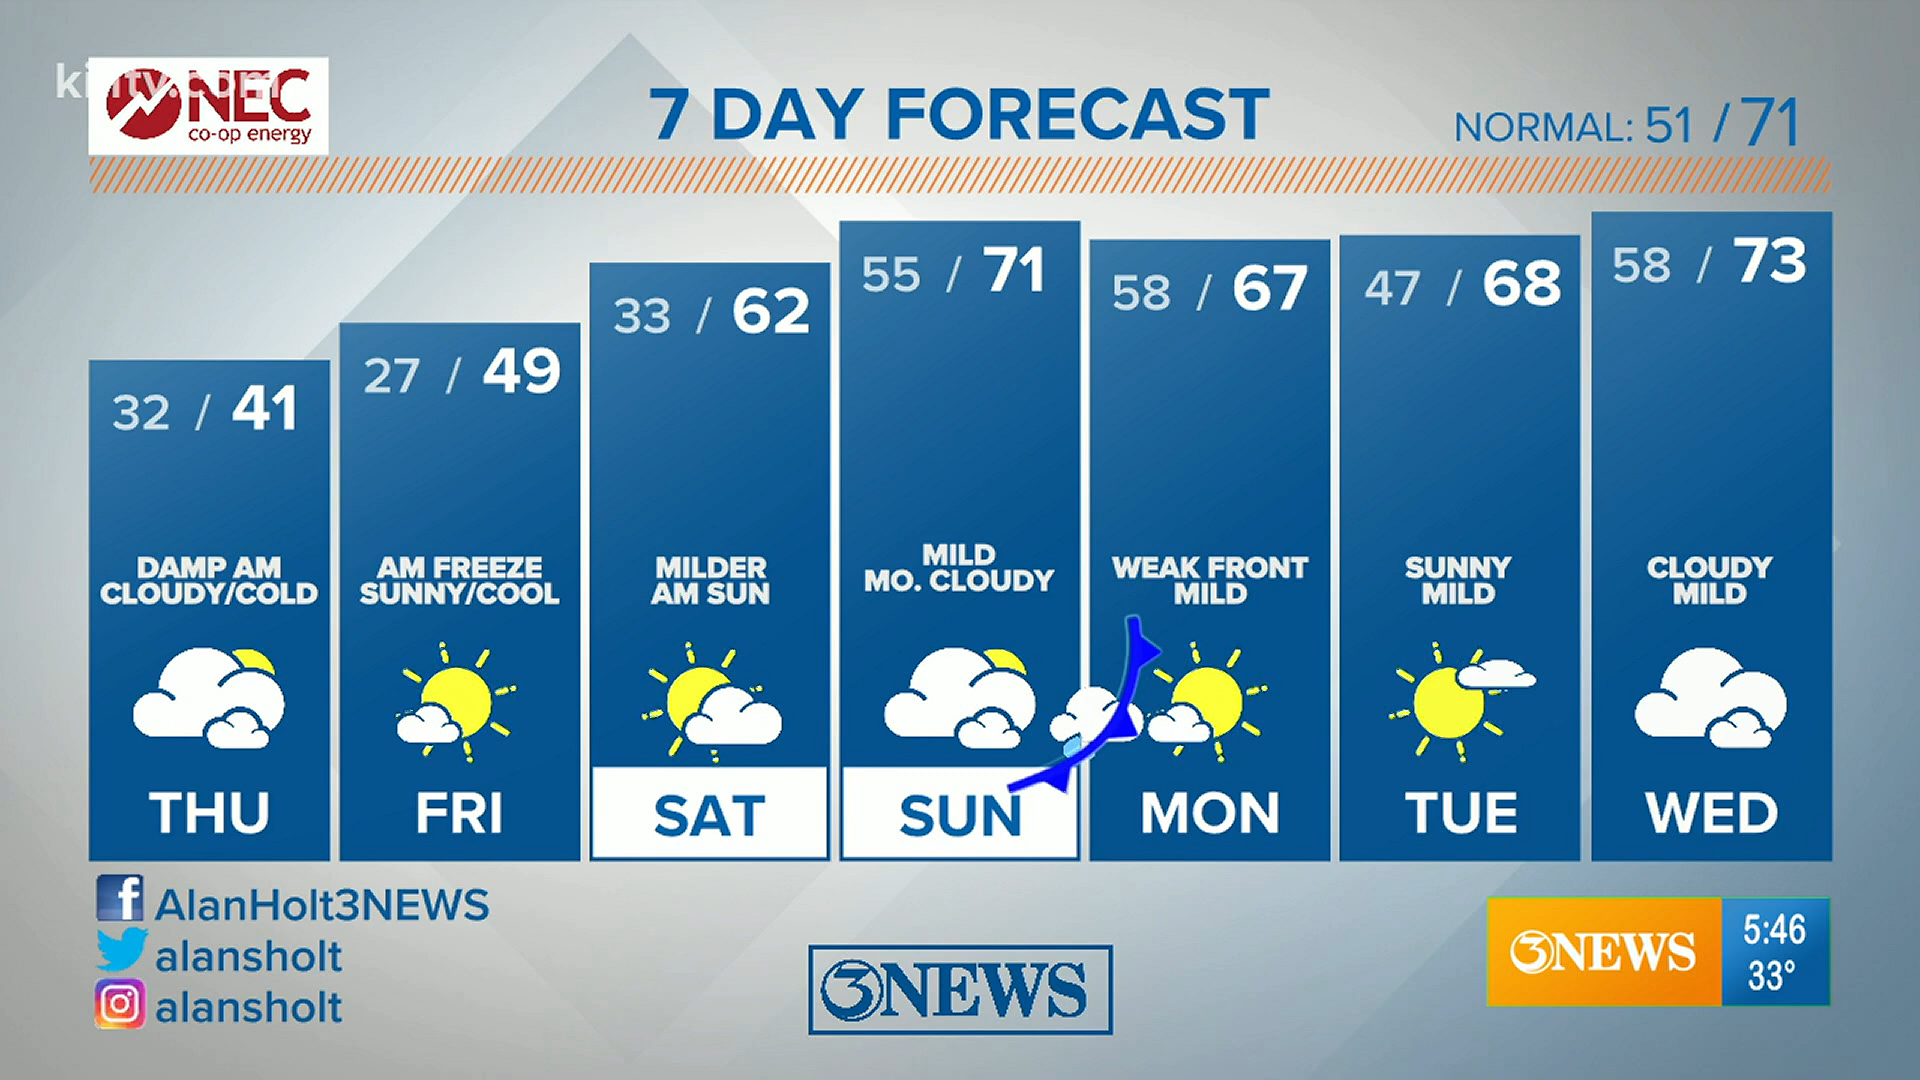 kiiitv.com
NEC
co-op energy
7 DAY FORECAST
NORMAL: 51 / 71
32 / 41
DAMP AM
CLOUDY/COLD
THU
27 / 49
AM FREEZE
SUNNY/COOL
FRI
33 / 62
MILDER
AM SUN
SAT
55 / 71
MILD
MO. CLOUDY
SUN
58 / 67
WEAK FRONT
MILD
MON
47 / 68
SUNNY
MILD
TUE
58 / 73
CLOUDY
MILD
WED
f AlanHolt3NEWS
alansholt
alansholt
3NEWS
3NEWS
5:46
33°